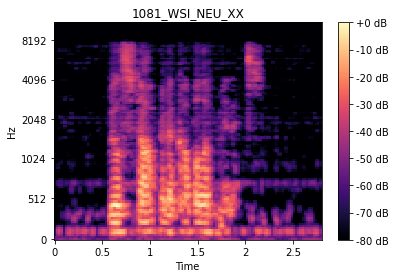 1081_WSI_NEU_XX
Hz
8192
4096
2048
1024
512
0
0
0.5
1
1.5
2
2.5
Time
+0 dB
-10 dB
-20 dB
-30 dB
-40 dB
-50 dB
-60 dB
-70 dB
-80 dB